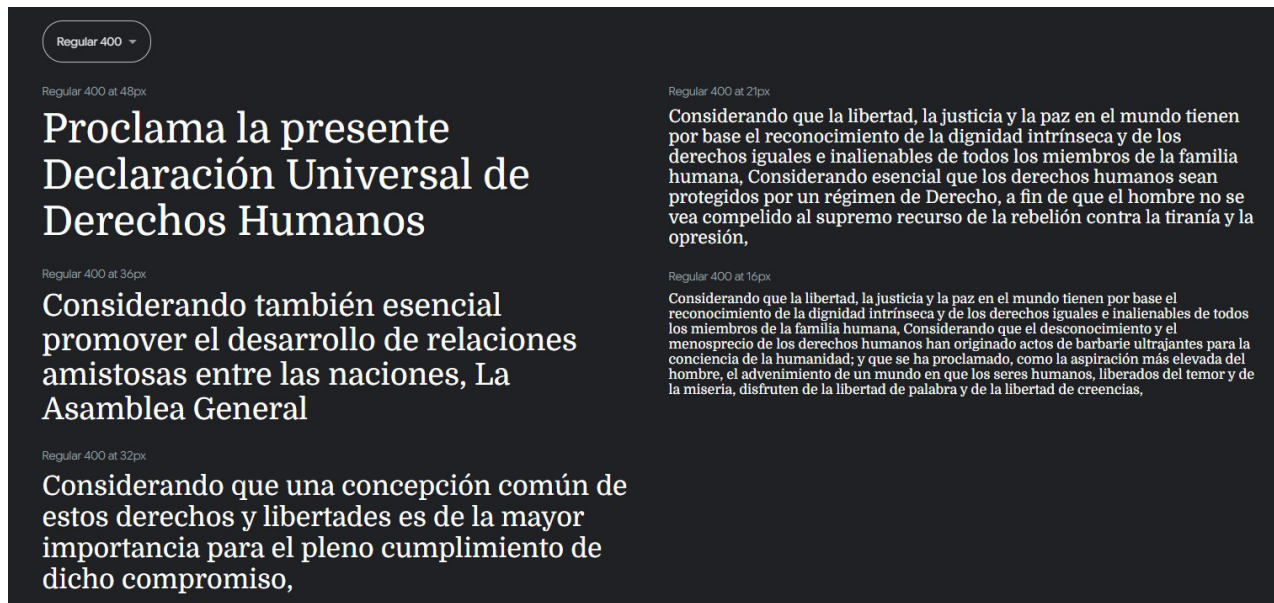 Regular 400
Regular 400 at 48px
Proclama la presente
Declaración Universal de
Derechos Humanos
Regular 400 at 36px
Considerando también esencial
promover el desarrollo de relaciones
amistosas entre las naciones, La
Asamblea General
Regular 400 at 32px
Considerando que una concepción común de
estos derechos y libertades es de la mayor
importancia para el pleno cumplimiento de
dicho compromiso,
Regular 400 at 21px
Considerando que la libertad, la justicia y la paz en el mundo tienen
por base el reconocimiento de la dignidad intrínseca y de los
derechos iguales e inalienables de todos los miembros de la familia
humana, Considerando esencial que los derechos humanos sean
protegidos por un régimen de Derecho, a fin de que el hombre no se
vea compelido al supremo recurso de la rebelión contra la tiranía y la
opresión,
Regular 400 at 16px
Considerando que la libertad, la justicia y la paz en el mundo tienen por base el
reconocimiento de la dignidad intrínseca y de los derechos iguales e inalienables de todos
los miembros de la familia humana, Considerando que el desconocimiento y el
menosprecio de los derechos humanos han originado actos de barbarie ultrajantes para la
conciencia de la humanidad; y que se ha proclamado, como la aspiración más elevada del
hombre, el advenimiento de un mundo en que los seres humanos, liberados del temor y de
la miseria, disfruten de la libertad de palabra y de la libertad de creencias,